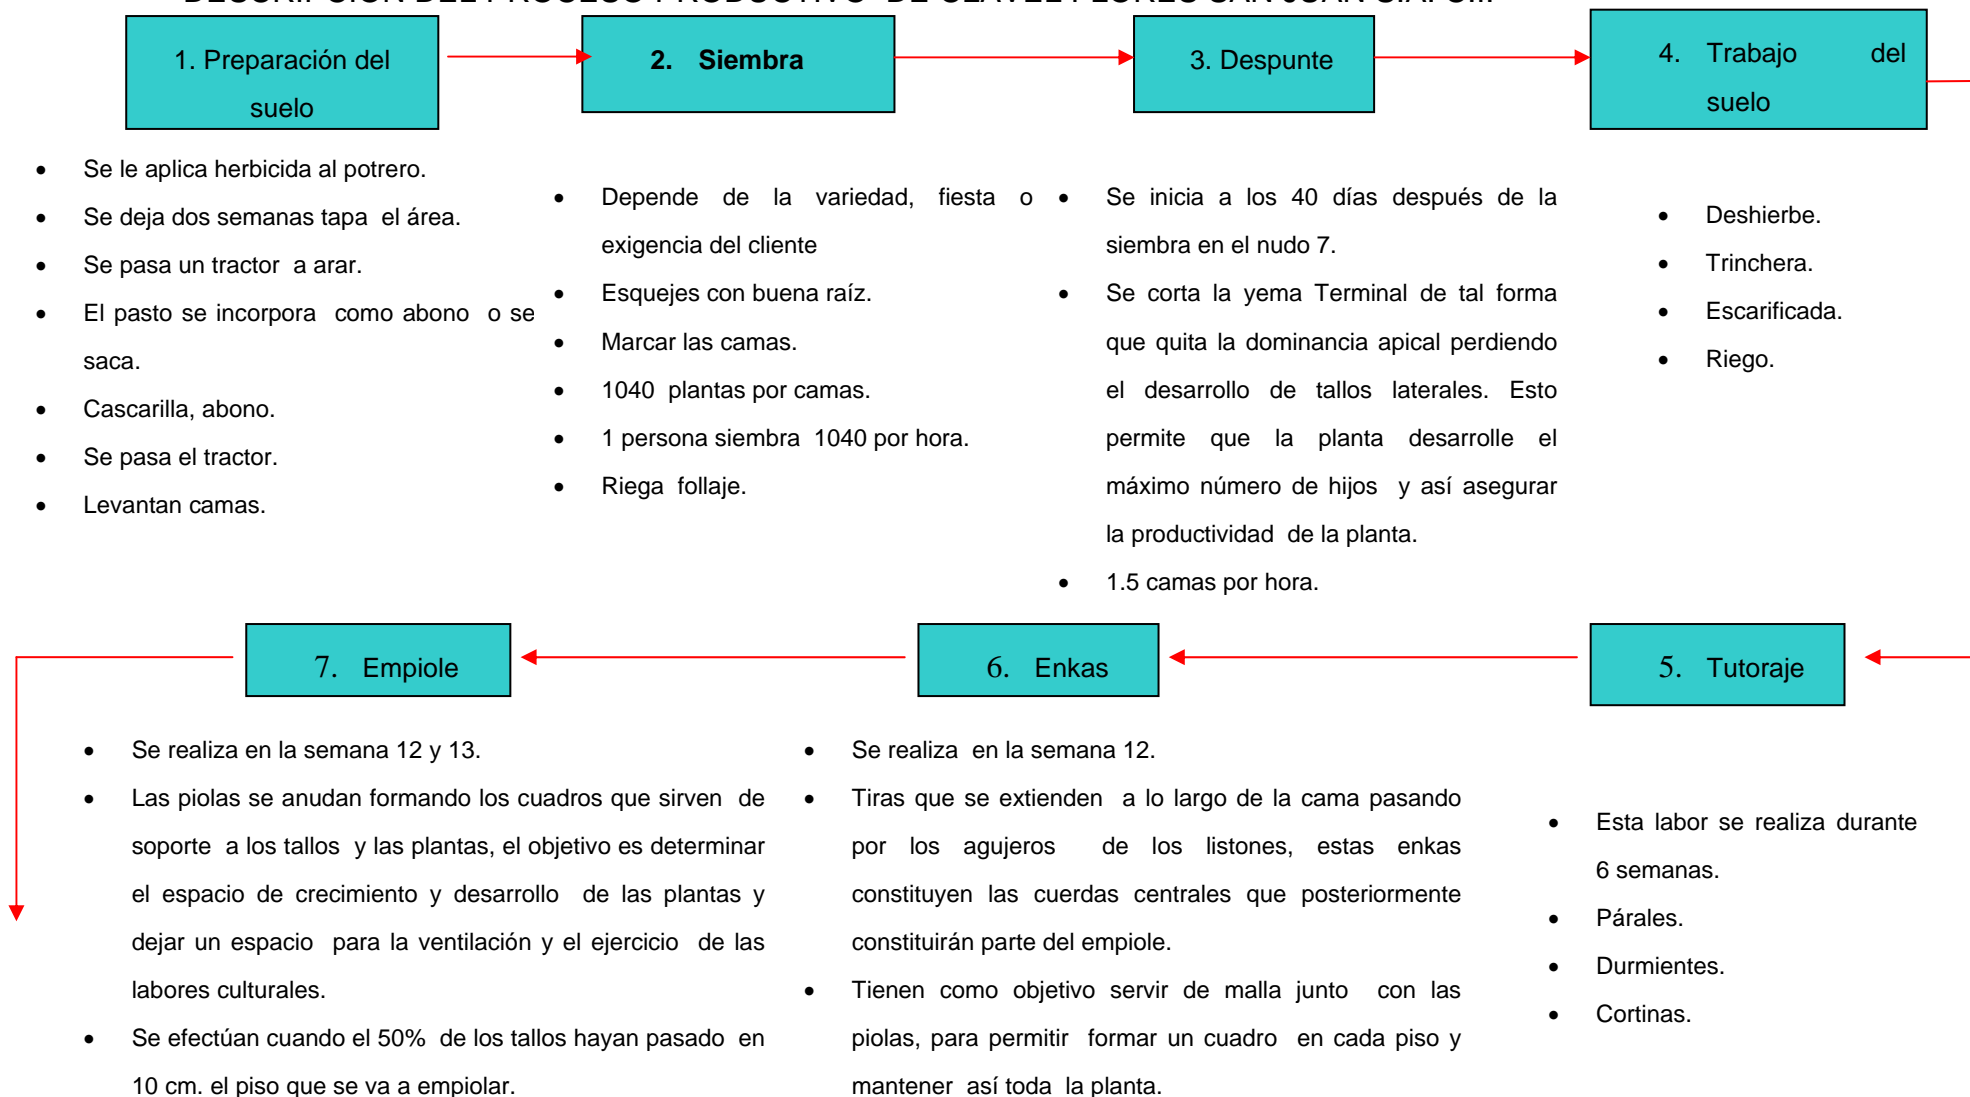 DESCRIPCIÓN DEL PROCESO PRODUCTIVO DE CLAVEL FLORES SAN JUAN S.A. C.I.
1. Preparación del
suelo
2. Siembra
3. Despunte
4. Trabajo del
suelo
• Se le aplica herbicida al potrero.
• Se deja dos semanas tapa el área.
• Se pasa un tractor a arar.
• El pasto se incorpora como abono o se
saca.
• Cascarilla, abono.
• Se pasa el tractor.
• Levantan camas.
• Depende de la variedad, fiesta o
exigencia del cliente
• Esquejes con buena raíz.
• Marcar las camas.
• 1040 plantas por camas.
• 1 persona siembra 1040 por hora.
• Riega follaje.
• Se inicia a los 40 días después de la
siembra en el nudo 7.
• Se corta la yema Terminal de tal forma
que quita la dominancia apical perdiendo
el desarrollo de tallos laterales. Esto
permite que la planta desarrolle el
máximo número de hijos y así asegurar
la productividad de la planta.
• 1.5 camas por hora.
• Deshierbe.
• Trinchera.
• Escarificada.
• Riego.
7. Empiole
6. Enkas
5. Tutoraje
• Se realiza en la semana 12 y 13.
• Las piolas se anudan formando los cuadros que sirven de
soporte a los tallos y las plantas, el objetivo es determinar
el espacio de crecimiento y desarrollo de las plantas y
dejar un espacio para la ventilación y el ejercicio de las
labores culturales.
• Se efectúan cuando el 50% de los tallos hayan pasado en
10 cm. el piso que se va a empiolar.
• Se realiza en la semana 12.
• Tiras que se extienden a lo largo de la cama pasando
por los agujeros de los listones, estas enkas
constituyen las cuerdas centrales que posteriormente
constituirán parte del empiole.
• Tienen como objetivo servir de malla junto con las
piolas, para permitir formar un cuadro en cada piso y
mantener así toda la planta.
• Esta labor se realiza durante
6 semanas.
• Párales.
• Durmientes.
• Cortinas.